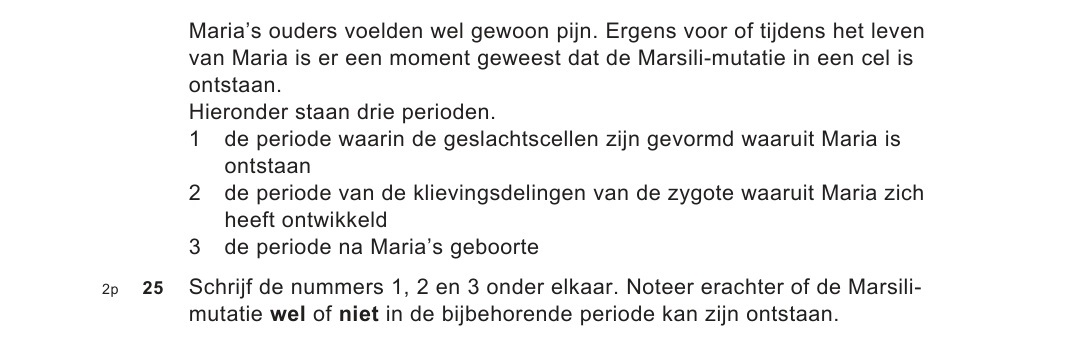 Maria's ouders voelden wel gewoon pijn. Ergens voor of tijdens het leven
van Maria is er een moment geweest dat de Marsili-mutatie in een cel is
ontstaan.
Hieronder staan drie perioden.
1 de periode waarin de geslachtscellen zijn gevormd waaruit Maria is
ontstaan
2 de periode van de klievingsdelingen van de zygote waaruit Maria zich
heeft ontwikkeld
3 de periode na Maria's geboorte
2p 25 Schrijf de nummers 1, 2 en 3 onder elkaar. Noteer erachter of de Marsili-
mutatie wel of niet in de bijbehorende periode kan zijn ontstaan.